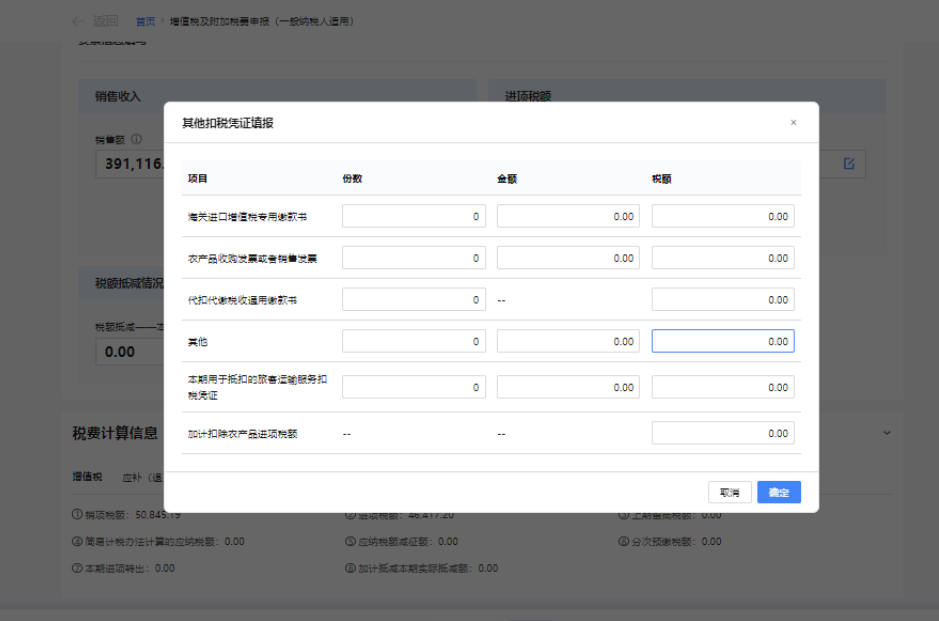 ← 返回 首页 › 增值税及附加税费申报（一般纳税人适用）
销售收入
进项税额
其他扣税凭证填报 ×
销售额
391,116.
项目 份数 金额 税额
海关进口增值税专用缴款书 0 0.00 0.00
农产品收购发票或者销售发票 0 0.00 0.00
代扣代缴税收通用缴款书 0 -- 0.00
税额抵减情况
其他 0 0.00 0.00
税额抵减——本
0.00
本期用于抵扣的旅客运输服务扣
税凭证 0 0.00 0.00
加计扣除农产品进项税额 -- -- 0.00
税费计算信息
增值税 应补（退
取消 确定
①销项税额：50,845.19 ②进项税额：46,417.20 ③上期留抵税额：0.00
④简易计税办法计算的应纳税额：0.00 ⑤应纳税额减征额：0.00 ⑥分次预缴税额：0.00
⑦本期进项转出：0.00 ⑧加计抵减本期实际抵减额：0.00